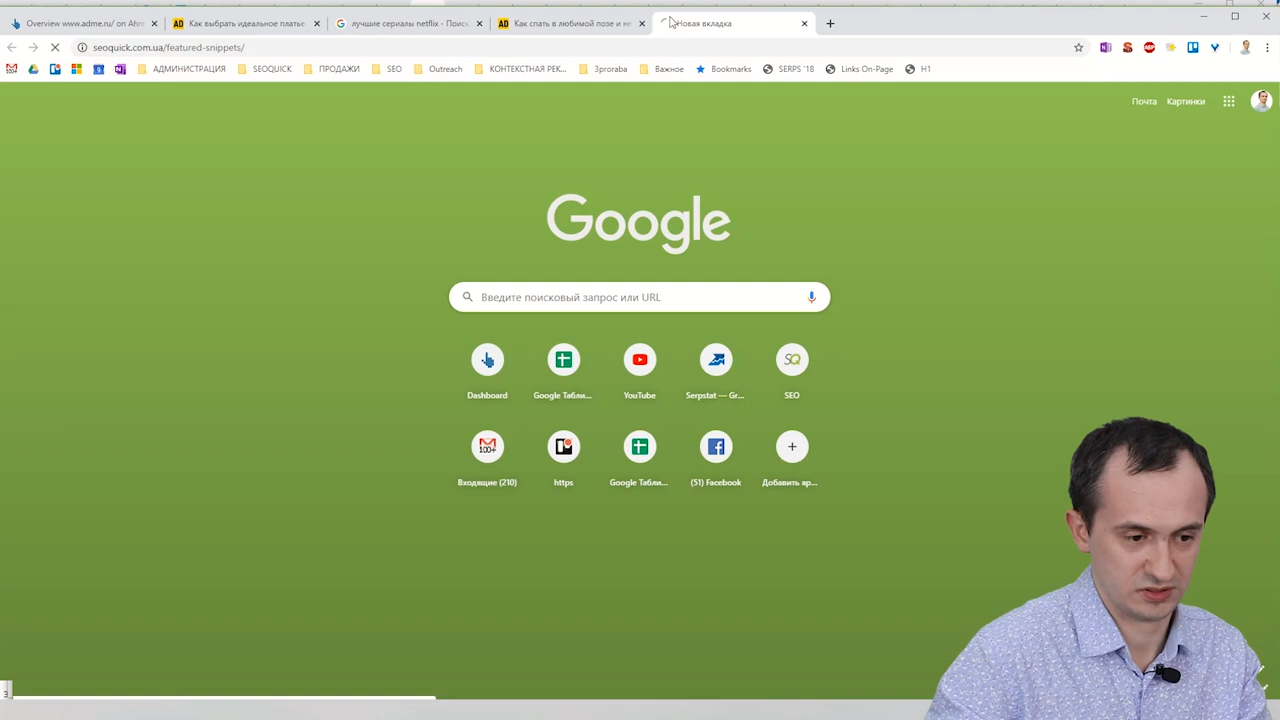 Overview www.adme.ru/ on Ahre
Как выбрать идеальное платье
лучшие сериалы netflix - Поиск
Как спать в любимой позе и не
Новая вкладка
seoquick.com.ua/featured-snippets/
АДМИНИСТРАЦИЯ
SEOQUICK
ПРОДАЖИ
SEO
Outreach
КОНТЕКСТНАЯ РЕК...
3proraba
Важное
Bookmarks
SERPS '18
Links On-Page
H1
Почта
Картинки
Google
Введите поисковый запрос или URL
SQ
Dashboard
Google Табли...
YouTube
Serpstat — Gr...
SEO
100+
Входящие (210)
https
Google Табли...
(51) Facebook
Добавить яр...